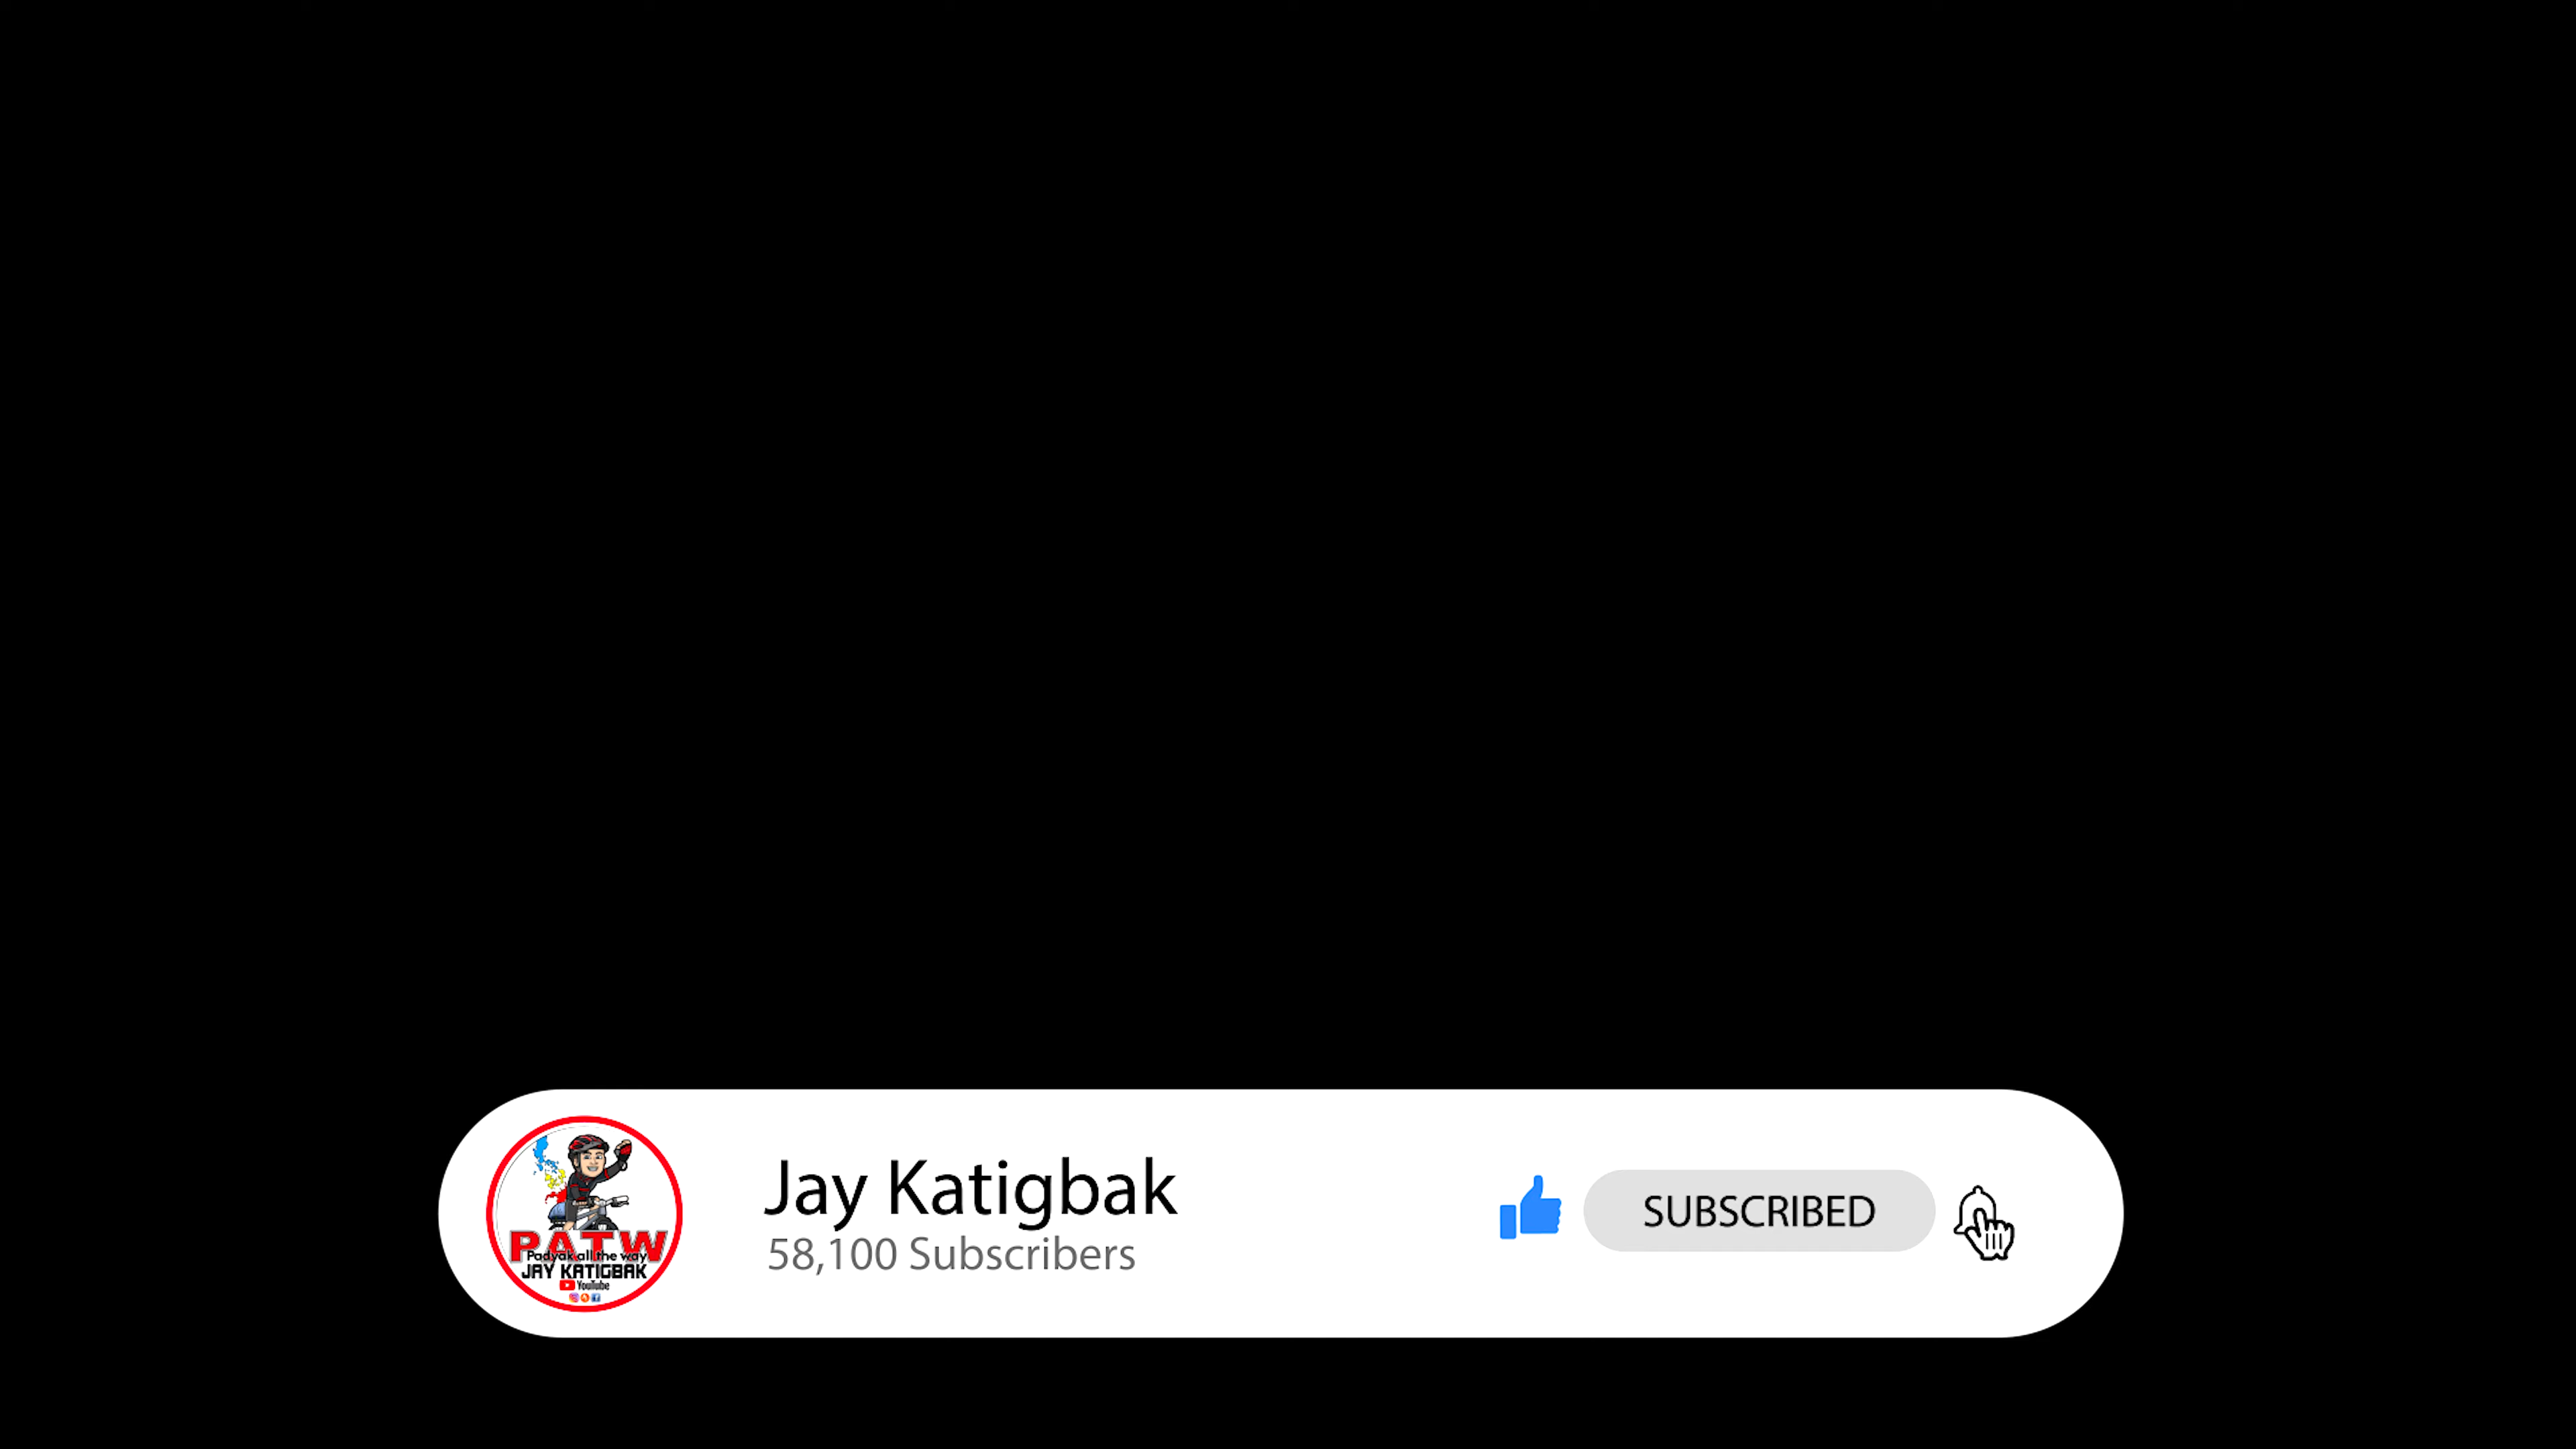 PATW
Padyak all the way
JAY KATIGBAK
YouTube
Jay Katigbak
58,100 Subscribers
SUBSCRIBED